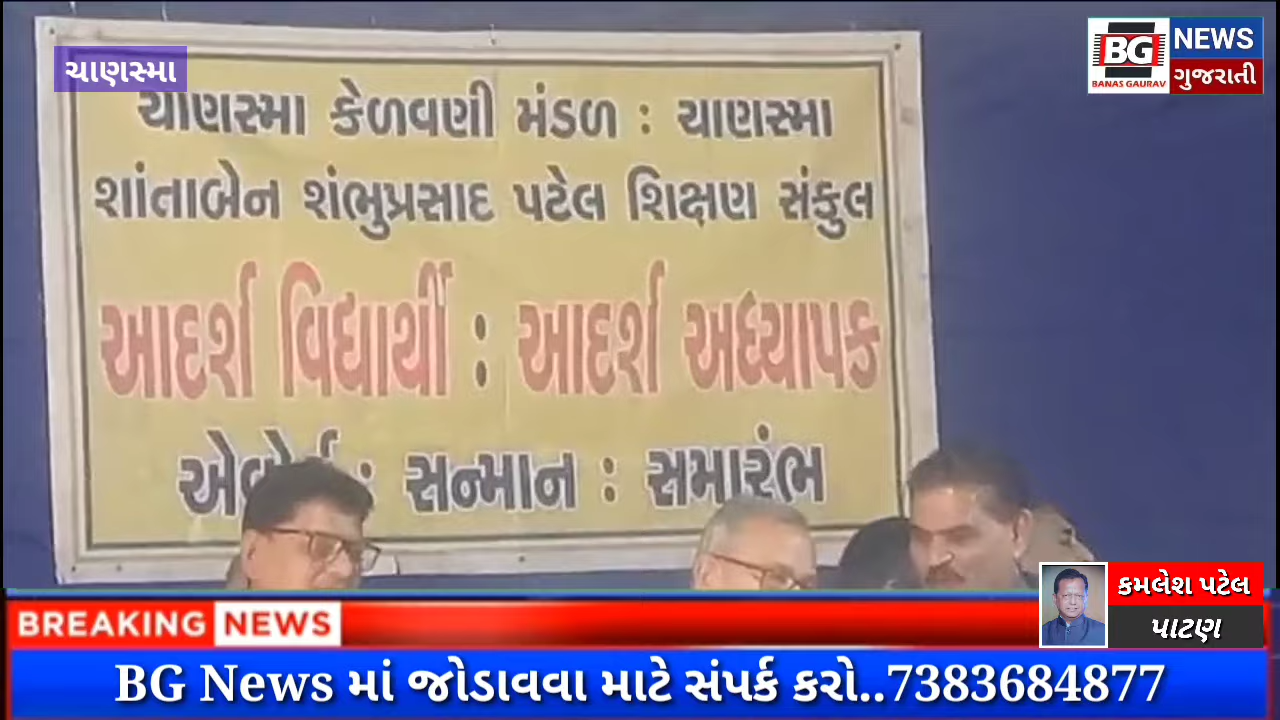 ચાણસ્મા
BG
BANAS GAURAV
NEWS
ગુજરાતી
ચાણસ્મા કેળવણી મંડળ : ચાણસ્મા
શાંતાબેન શંભુપ્રસાદ પટેલ શિક્ષણ સંકુલ
આદર્શ વિદ્યાર્થી : આદર્શ અધ્યાપક
: સન્માન : સમારંભ
કમલેશ પટેલ
પાટણ
BREAKING NEWS
BG News માં જોડાવવા માટે સંપર્ક કરો..7383684877